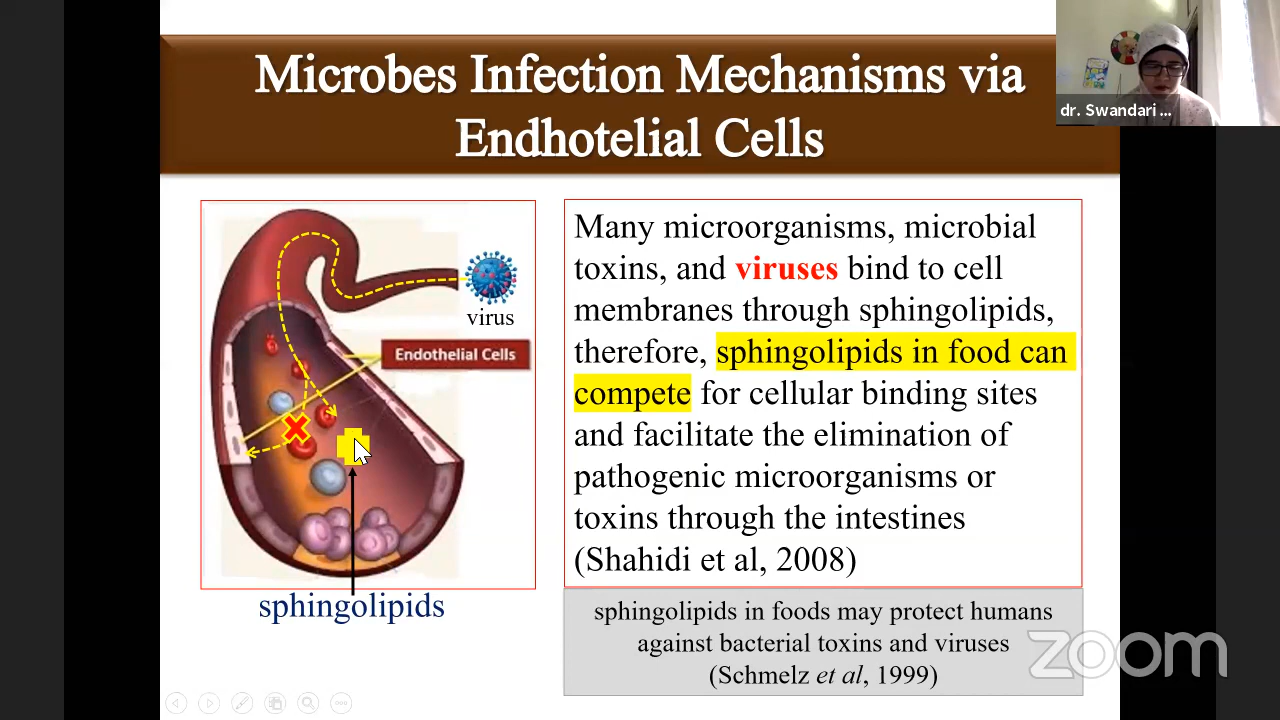 Microbes Infection Mechanisms via
Endhotelial Cells
dr. Swandari ...
virus
Endothelial Cells
sphingolipids
Many microorganisms, microbial
toxins, and viruses bind to cell
membranes through sphingolipids,
therefore, sphingolipids in food can
compete for cellular binding sites
and facilitate the elimination of
pathogenic microorganisms or
toxins through the intestines
(Shahidi et al, 2008)
sphingolipids in foods may protect humans
against bacterial toxins and viruses
(Schmelz et al, 1999)
zoom